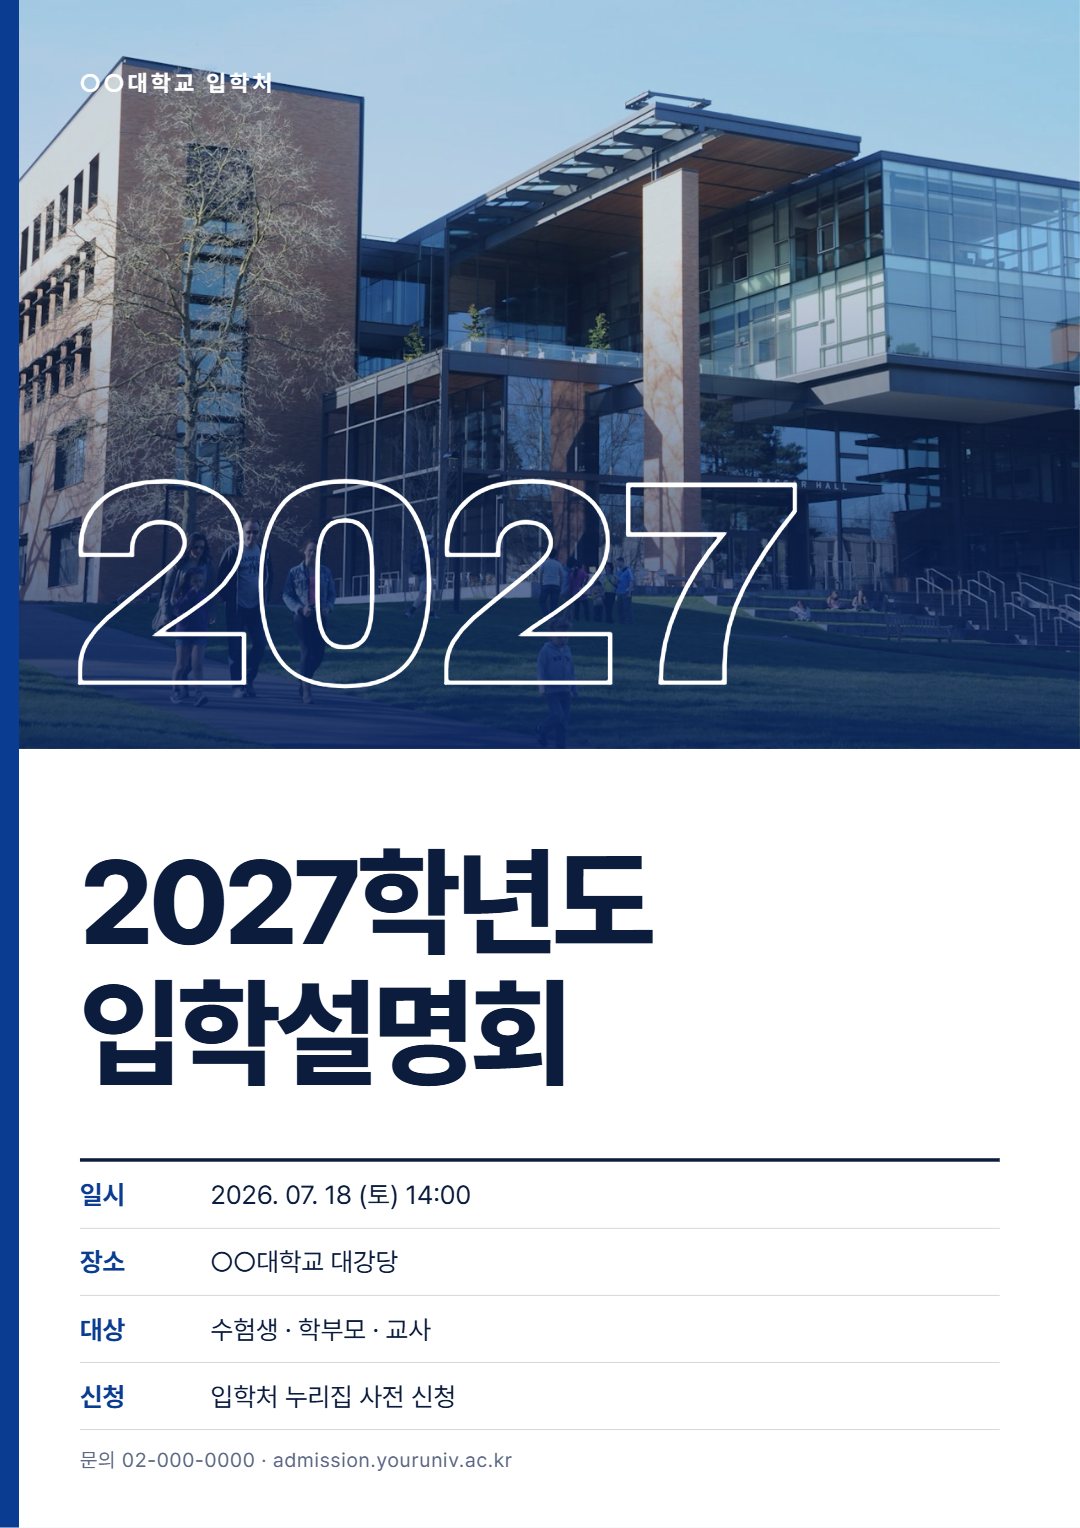 ○○대학교 입학처
2027
2027학년도
입학설명회
일시 2026. 07. 18 (토) 14:00
장소 ○○대학교 대강당
대상 수험생 · 학부모 · 교사
신청 입학처 누리집 사전 신청
문의 02-000-0000 · admission.youruniv.ac.kr